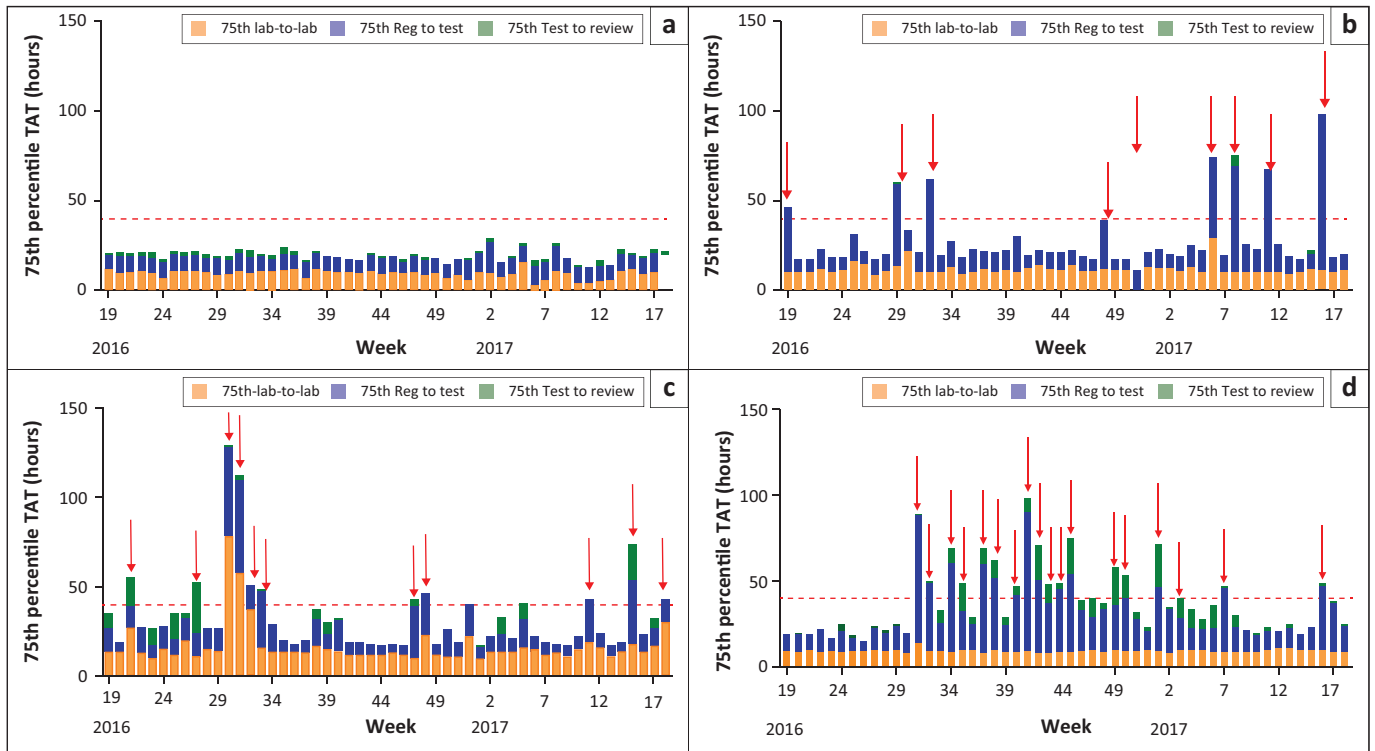 75th lab-to-lab 75th Reg to test 75th Test to review a
75th percentile TAT (hours)
150
100
50
0
19 24 29 34 39 44 49 2 7 12 17
2016 Week 2017
75th lab-to-lab 75th Reg to test 75th Test to review b
75th percentile TAT (hours)
150
100
50
0
19 24 29 34 39 44 49 2 7 12 17
2016 Week 2017
75th-lab-to-lab 75th Reg to test 75th Test to review c
75th percentile TAT (hours)
150
100
50
0
19 24 29 34 39 44 49 2 7 12 17
2016 Week 2017
75th lab-to-lab 75th Reg to test 75th Test to review d
75th percentile TAT (hours)
150
100
50
0
19 24 29 34 39 44 49 2 7 12 17
2016 Week 2017